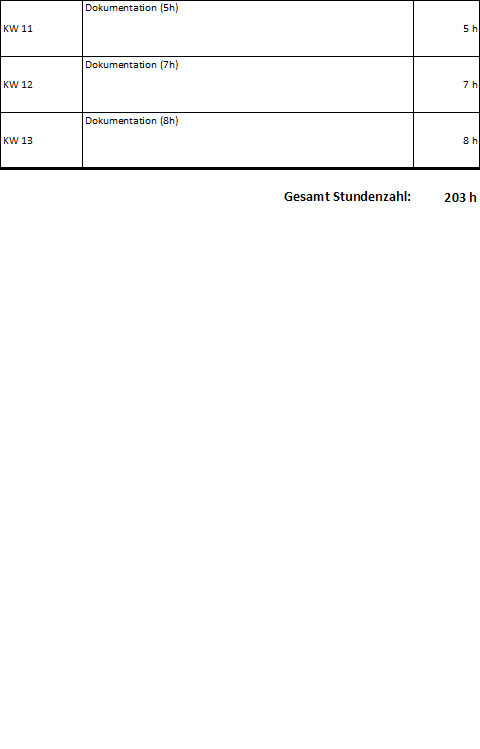 Dokumentation (5h)
KW 11 5 h
Dokumentation (7h)
KW 12 7 h
Dokumentation (8h)
KW 13 8 h
Gesamt Stundenzahl: 203 h